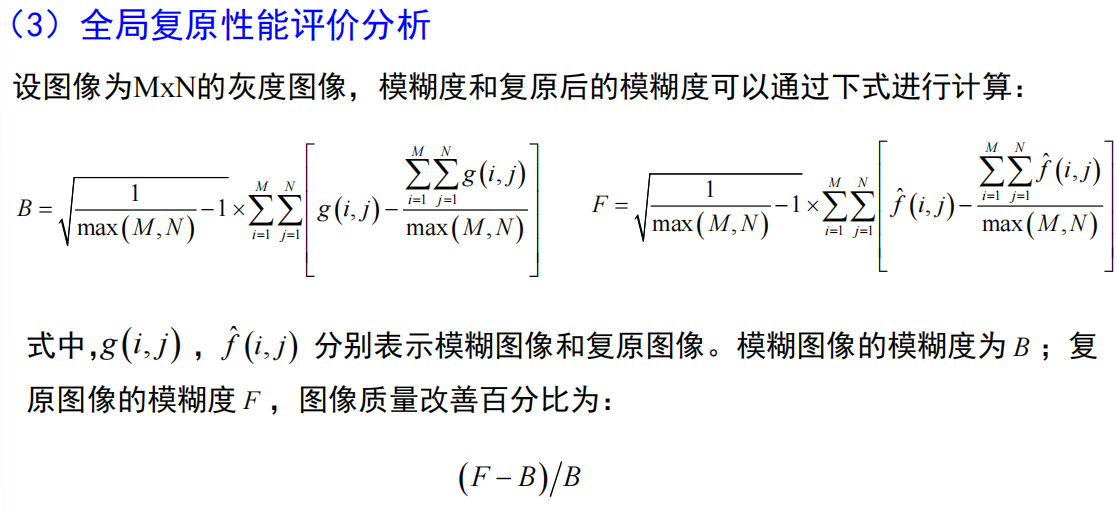 （3）全局复原性能评价分析
设图像为MxN的灰度图像，模糊度和复原后的模糊度可以通过下式进行计算：
B = \sqrt{\frac{1}{\max(M,N)}-1} × \sum_{i=1}^{M}\sum_{j=1}^{N}\left[g(i,j)-\frac{\sum_{i=1}^{M}\sum_{j=1}^{N}g(i,j)}{\max(M,N)}\right] F = \sqrt{\frac{1}{\max(M,N)}-1} × \sum_{i=1}^{M}\sum_{j=1}^{N}\left[\hat{f}(i,j)-\frac{\sum_{i=1}^{M}\sum_{j=1}^{N}\hat{f}(i,j)}{\max(M,N)}\right]
式中,g(i,j)，\hat{f}(i,j) 分别表示模糊图像和复原图像。模糊图像的模糊度为 B；复
原图像的模糊度 F，图像质量改善百分比为：
(F − B)/B